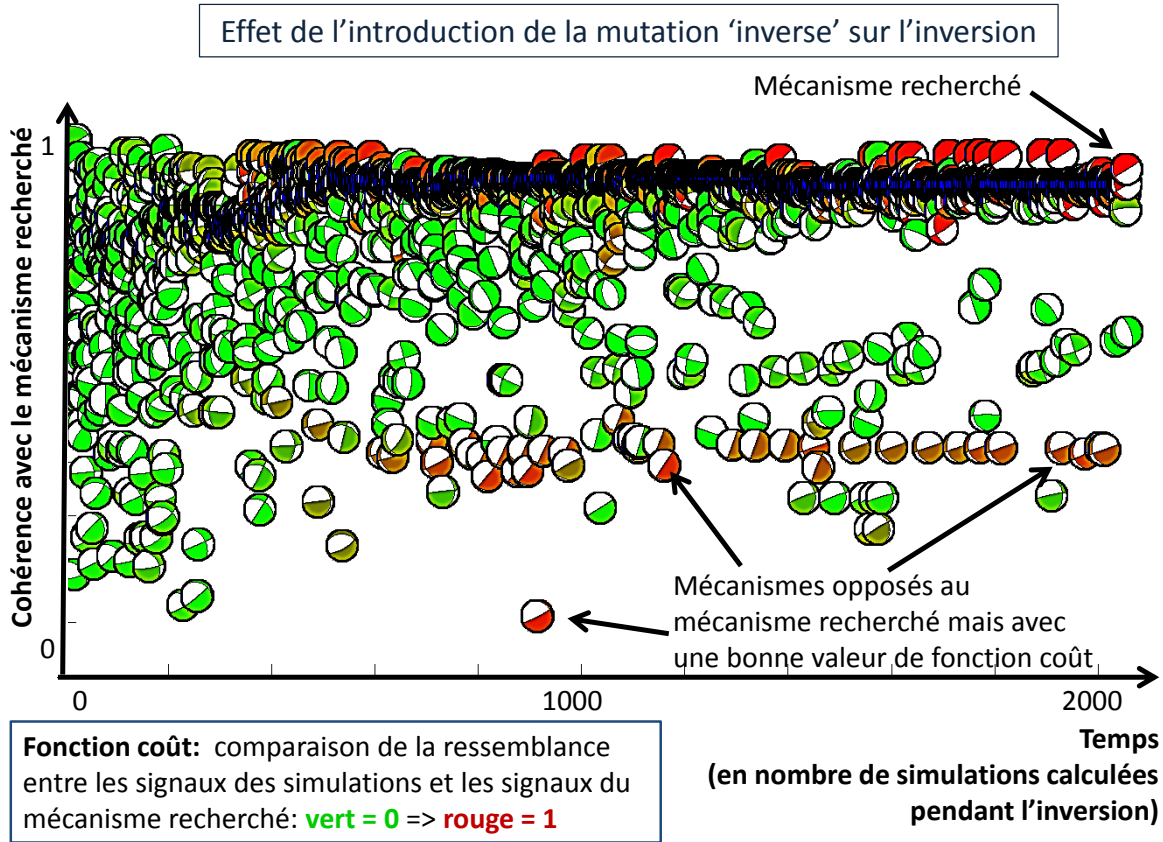 Effet de l’introduction de la mutation ‘inverse’ sur l’inversion
Mécanisme recherché
Cohérence avec le mécanisme recherché
1
0
Mécanismes opposés au
mécanisme recherché mais avec
une bonne valeur de fonction coût
0
1000
2000
Fonction coût: comparaison de la ressemblance
entre les signaux des simulations et les signaux du
mécanisme recherché: vert = 0 => rouge = 1
Temps
(en nombre de simulations calculées
pendant l’inversion)